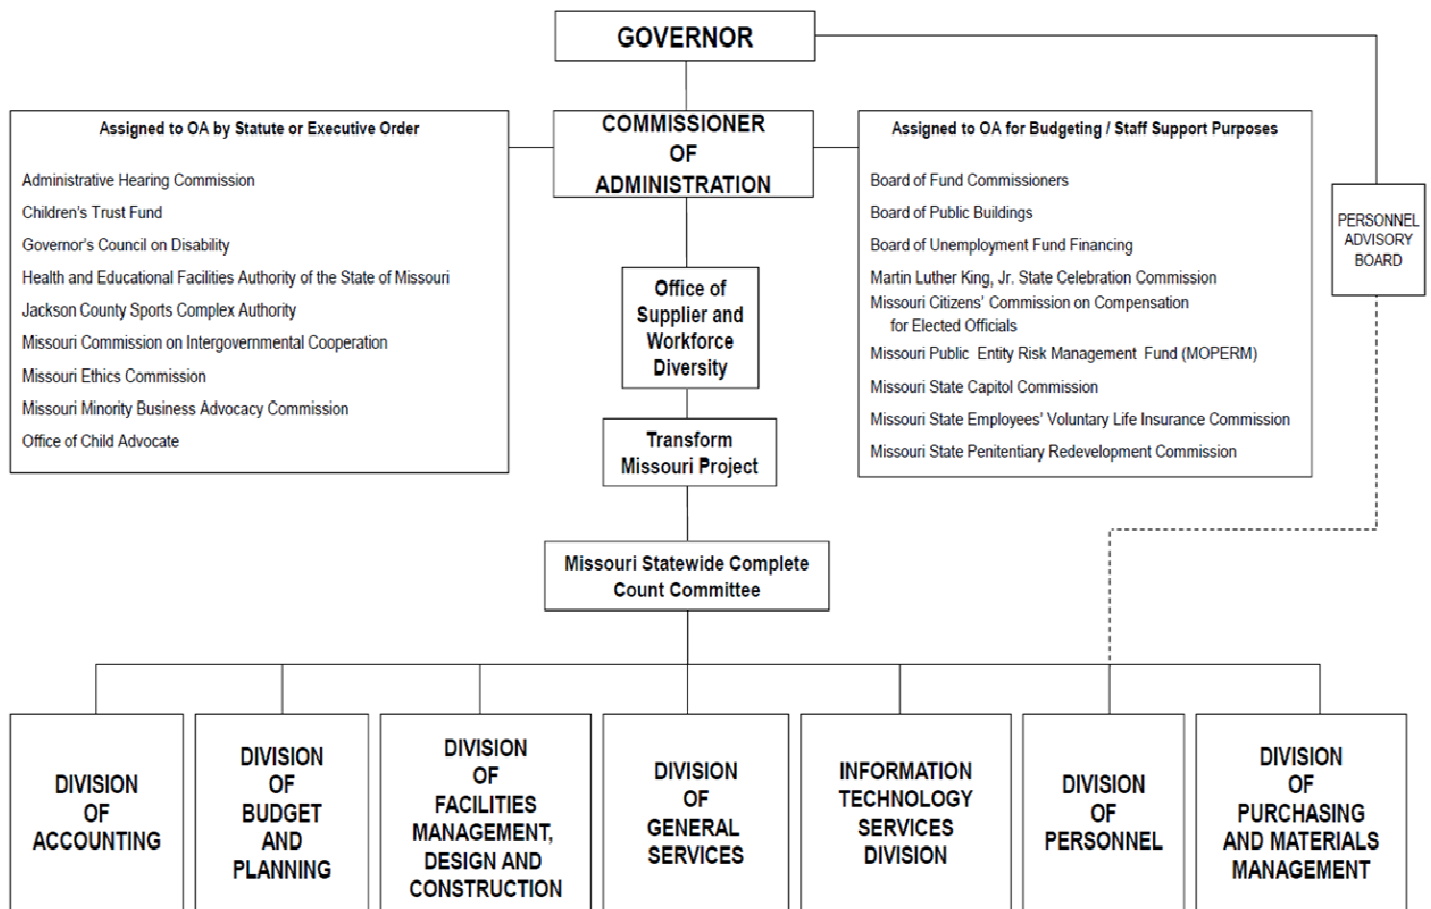 GOVERNOR
Assigned to OA by Statute or Executive Order
Administrative Hearing Commission
Children's Trust Fund
Governor's Council on Disability
Health and Educational Facilities Authority of the State of Missouri
Jackson County Sports Complex Authority
Missouri Commission on Intergovernmental Cooperation
Missouri Ethics Commission
Missouri Minority Business Advocacy Commission
Office of Child Advocate
COMMISSIONER
OF
ADMINISTRATION
Assigned to OA for Budgeting / Staff Support Purposes
Board of Fund Commissioners
Board of Public Buildings
Board of Unemployment Fund Financing
Martin Luther King, Jr. State Celebration Commission
Missouri Citizens' Commission on Compensation
for Elected Officials
Missouri Public Entity Risk Management Fund (MOPERM)
Missouri State Capitol Commission
Missouri State Employees' Voluntary Life Insurance Commission
Missouri State Penitentiary Redevelopment Commission
PERSONNEL
ADVISORY
BOARD
Office of
Supplier and
Workforce
Diversity
Transform
Missouri Project
Missouri Statewide Complete
Count Committee
DIVISION
OF
ACCOUNTING
DIVISION
OF
BUDGET
AND
PLANNING
DIVISION
OF
FACILITIES
MANAGEMENT,
DESIGN AND
CONSTRUCTION
DIVISION
OF
GENERAL
SERVICES
INFORMATION
TECHNOLOGY
SERVICES
DIVISION
DIVISION
OF
PERSONNEL
DIVISION
OF
PURCHASING
AND MATERIALS
MANAGEMENT